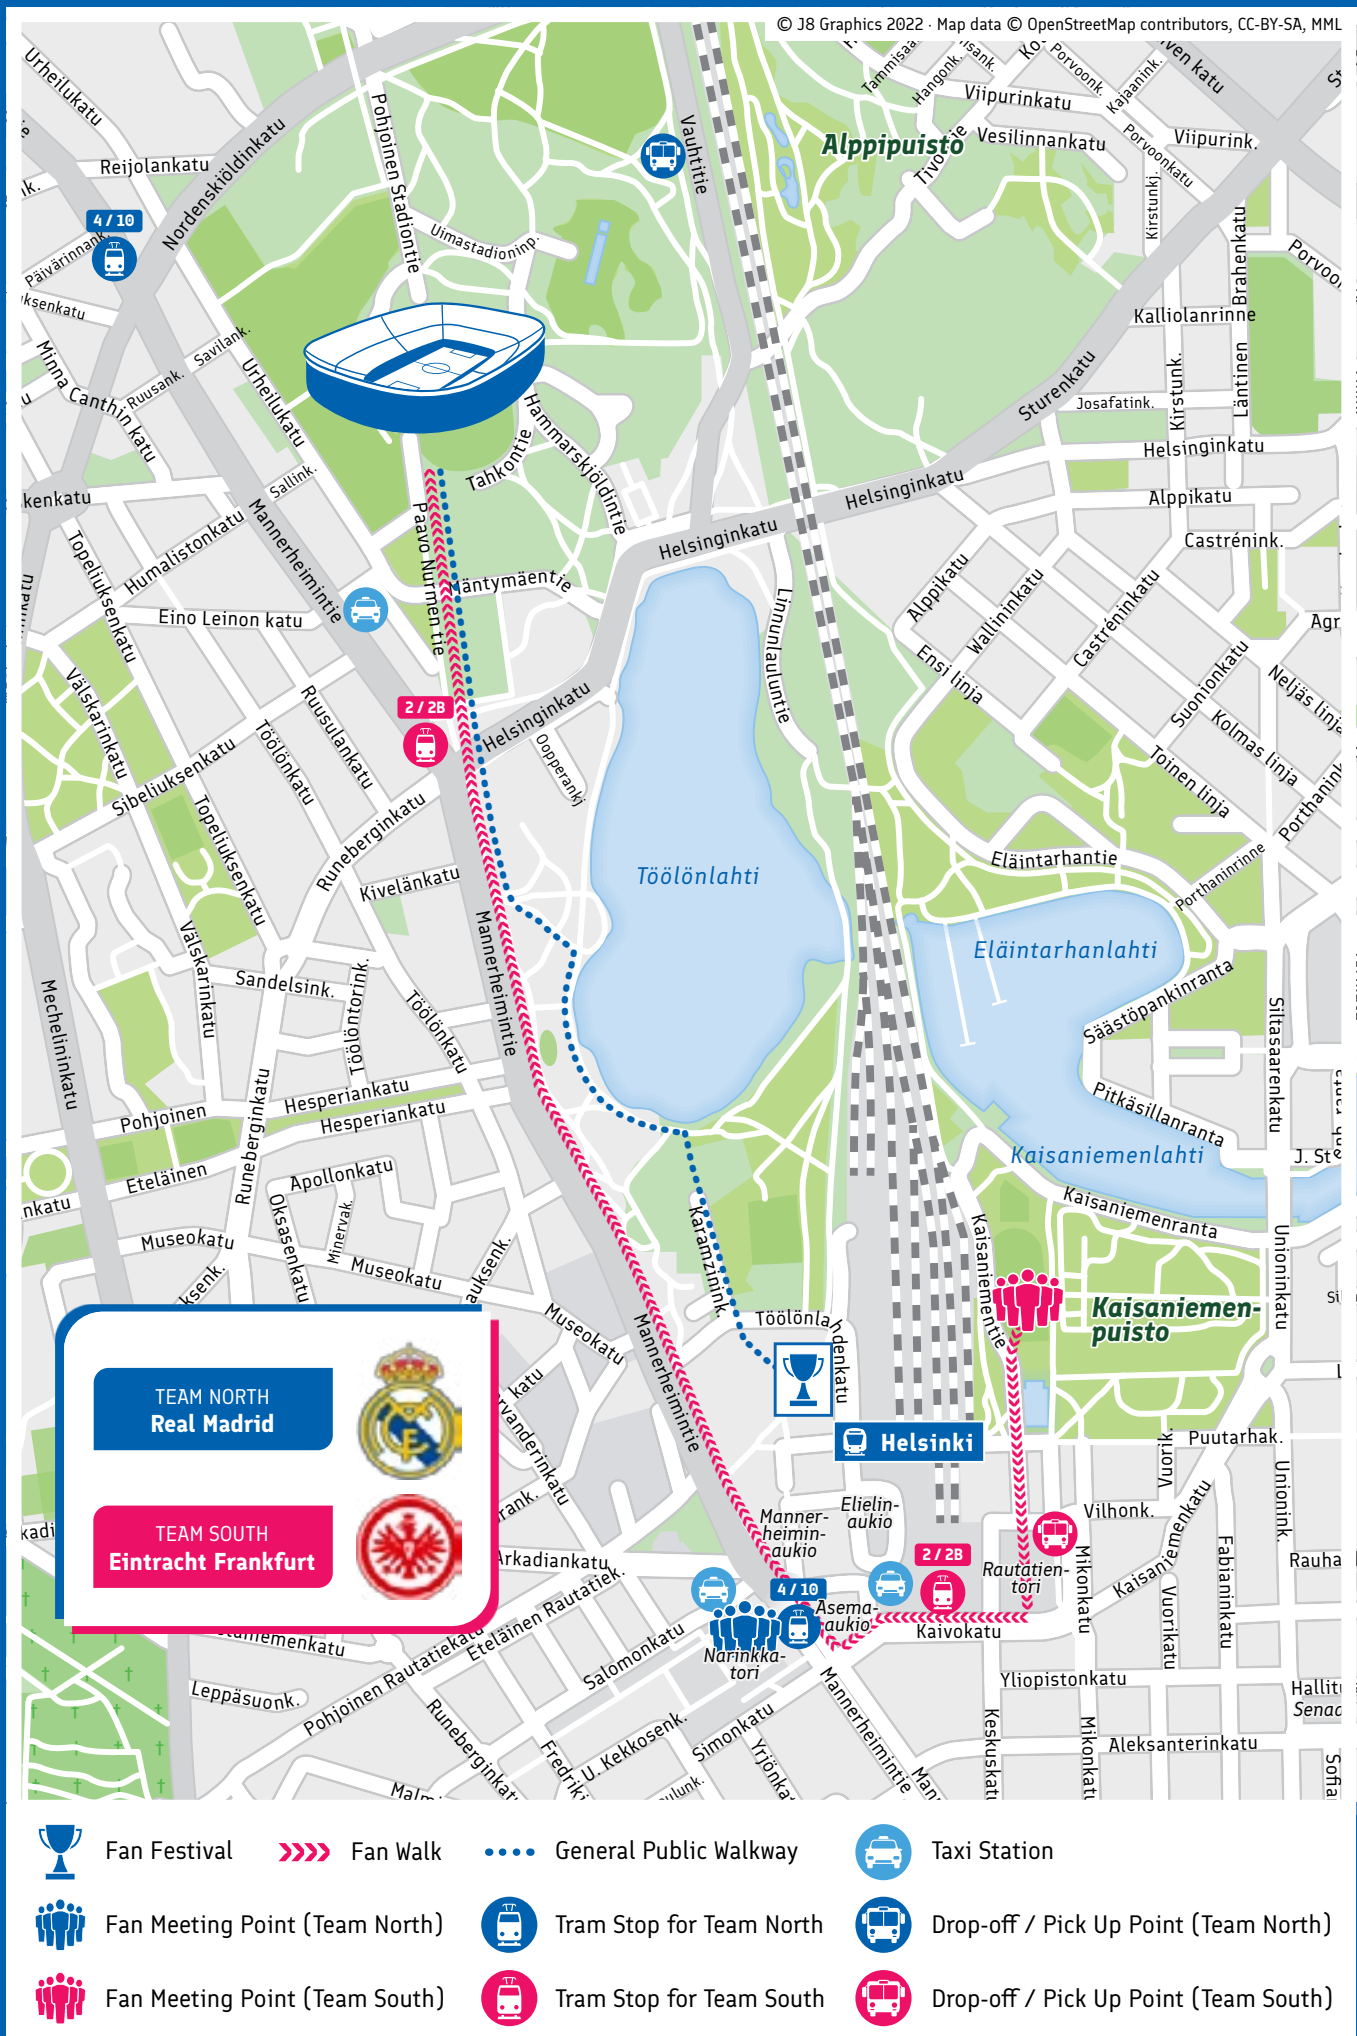 © J8 Graphics 2022 · Map data © OpenStreetMap contributors, CC-BY-SA, MML
Urheilukatu
Reijolankatu
Nordenskiöldinkatu
Pohjoinen Stadiontie
Uimastadioninp.
Vauhtitie
Alppipuisto
Tivolitie
Hangonk.
Porvoonk.
Kajaanink.
Viipurinkatu
Vesilinnankatu
Porvoonkatu
Viipurink.
Kirstunkj.
4 / 10
Päivärinnank.
Savilank.
Ruusank.
Minna Canthin katu
Urheilukatu
Sallink.
Hammarskjöldintie
Tahkontie
Paavo Nurmen tie
Mäntymäentie
Mannerheimintie
Humalistonkatu
Eino Leinon katu
Topeliuksenkatu
Välskarinkatu
Sibeliuksenkatu
Töölönkatu
Ruusulankatu
Runeberginkatu
Kivelänkatu
2 / 2B
Helsinginkatu
Oopperankj
Helsinginkatu
Helsinginkatu
Helsinginkatu
Sturenkatu
Brahenkatu
Kalliolanrinne
Kirstunk.
Läntinen
Josafatink.
Alppikatu
Castrénink.
Alppikatu
Wallininkatu
Castréninkatu
Ensi linja
Suonionkatu
Neljäs linja
Kolmas linja
Toinen linja
Porthanink
Porthaninrinne
Eläintarhantie
Linnunlauluntie
Töölönlahti
Eläintarhanlahti
Säästöpankinranta
Siltasaarenkatu
Pitkäsillanranta
Kaisaniemenlahti
Kaisaniemenranta
Unioninkatu
Topeliuksenkatu
Välskarinkatu
Sandelsink.
Töölöntorink.
Töölönkatu
Mannerheimintie
Mechelininkatu
Pohjoinen
Hesperiankatu
Hesperiankatu
Eteläinen
Runeberginkatu
Apollonkatu
Oksasenkatu
Minervak.
Museokatu
Museokatu
Museokatu
Karamzinink.
Töölönlahdenkatu
Mannerheimintie
Kaisaniementie
Kaisaniemen-
puisto
Helsinki
TEAM NORTH
Real Madrid
TEAM SOUTH
Eintracht Frankfurt
Puutarhak.
Vuorik.
Vilhonk.
Unionink.
Kaisaniemenkatu
Fabianinkatu
Vuorikatu
Mikonkatu
Rautatien-
tori
Elielin-
aukio
Manner-
heimin-
aukio
2 / 2B
4 / 10
Asema-
aukio
Kaivokatu
Narinkka-
tori
Arkadiankatu
Eteläinen Rautatiek.
Pohjoinen Rautatiekatu
Salomonkatu
Leppäsuonk.
Runeberginkatu
U. Kekkosenk.
Simonkatu
Mannerheimintie
Keskuskatu
Mikonkatu
Yliopistonkatu
Aleksanterinkatu
Fan Festival
Fan Walk
General Public Walkway
Taxi Station
Fan Meeting Point (Team North)
Tram Stop for Team North
Drop-off / Pick Up Point (Team North)
Fan Meeting Point (Team South)
Tram Stop for Team South
Drop-off / Pick Up Point (Team South)